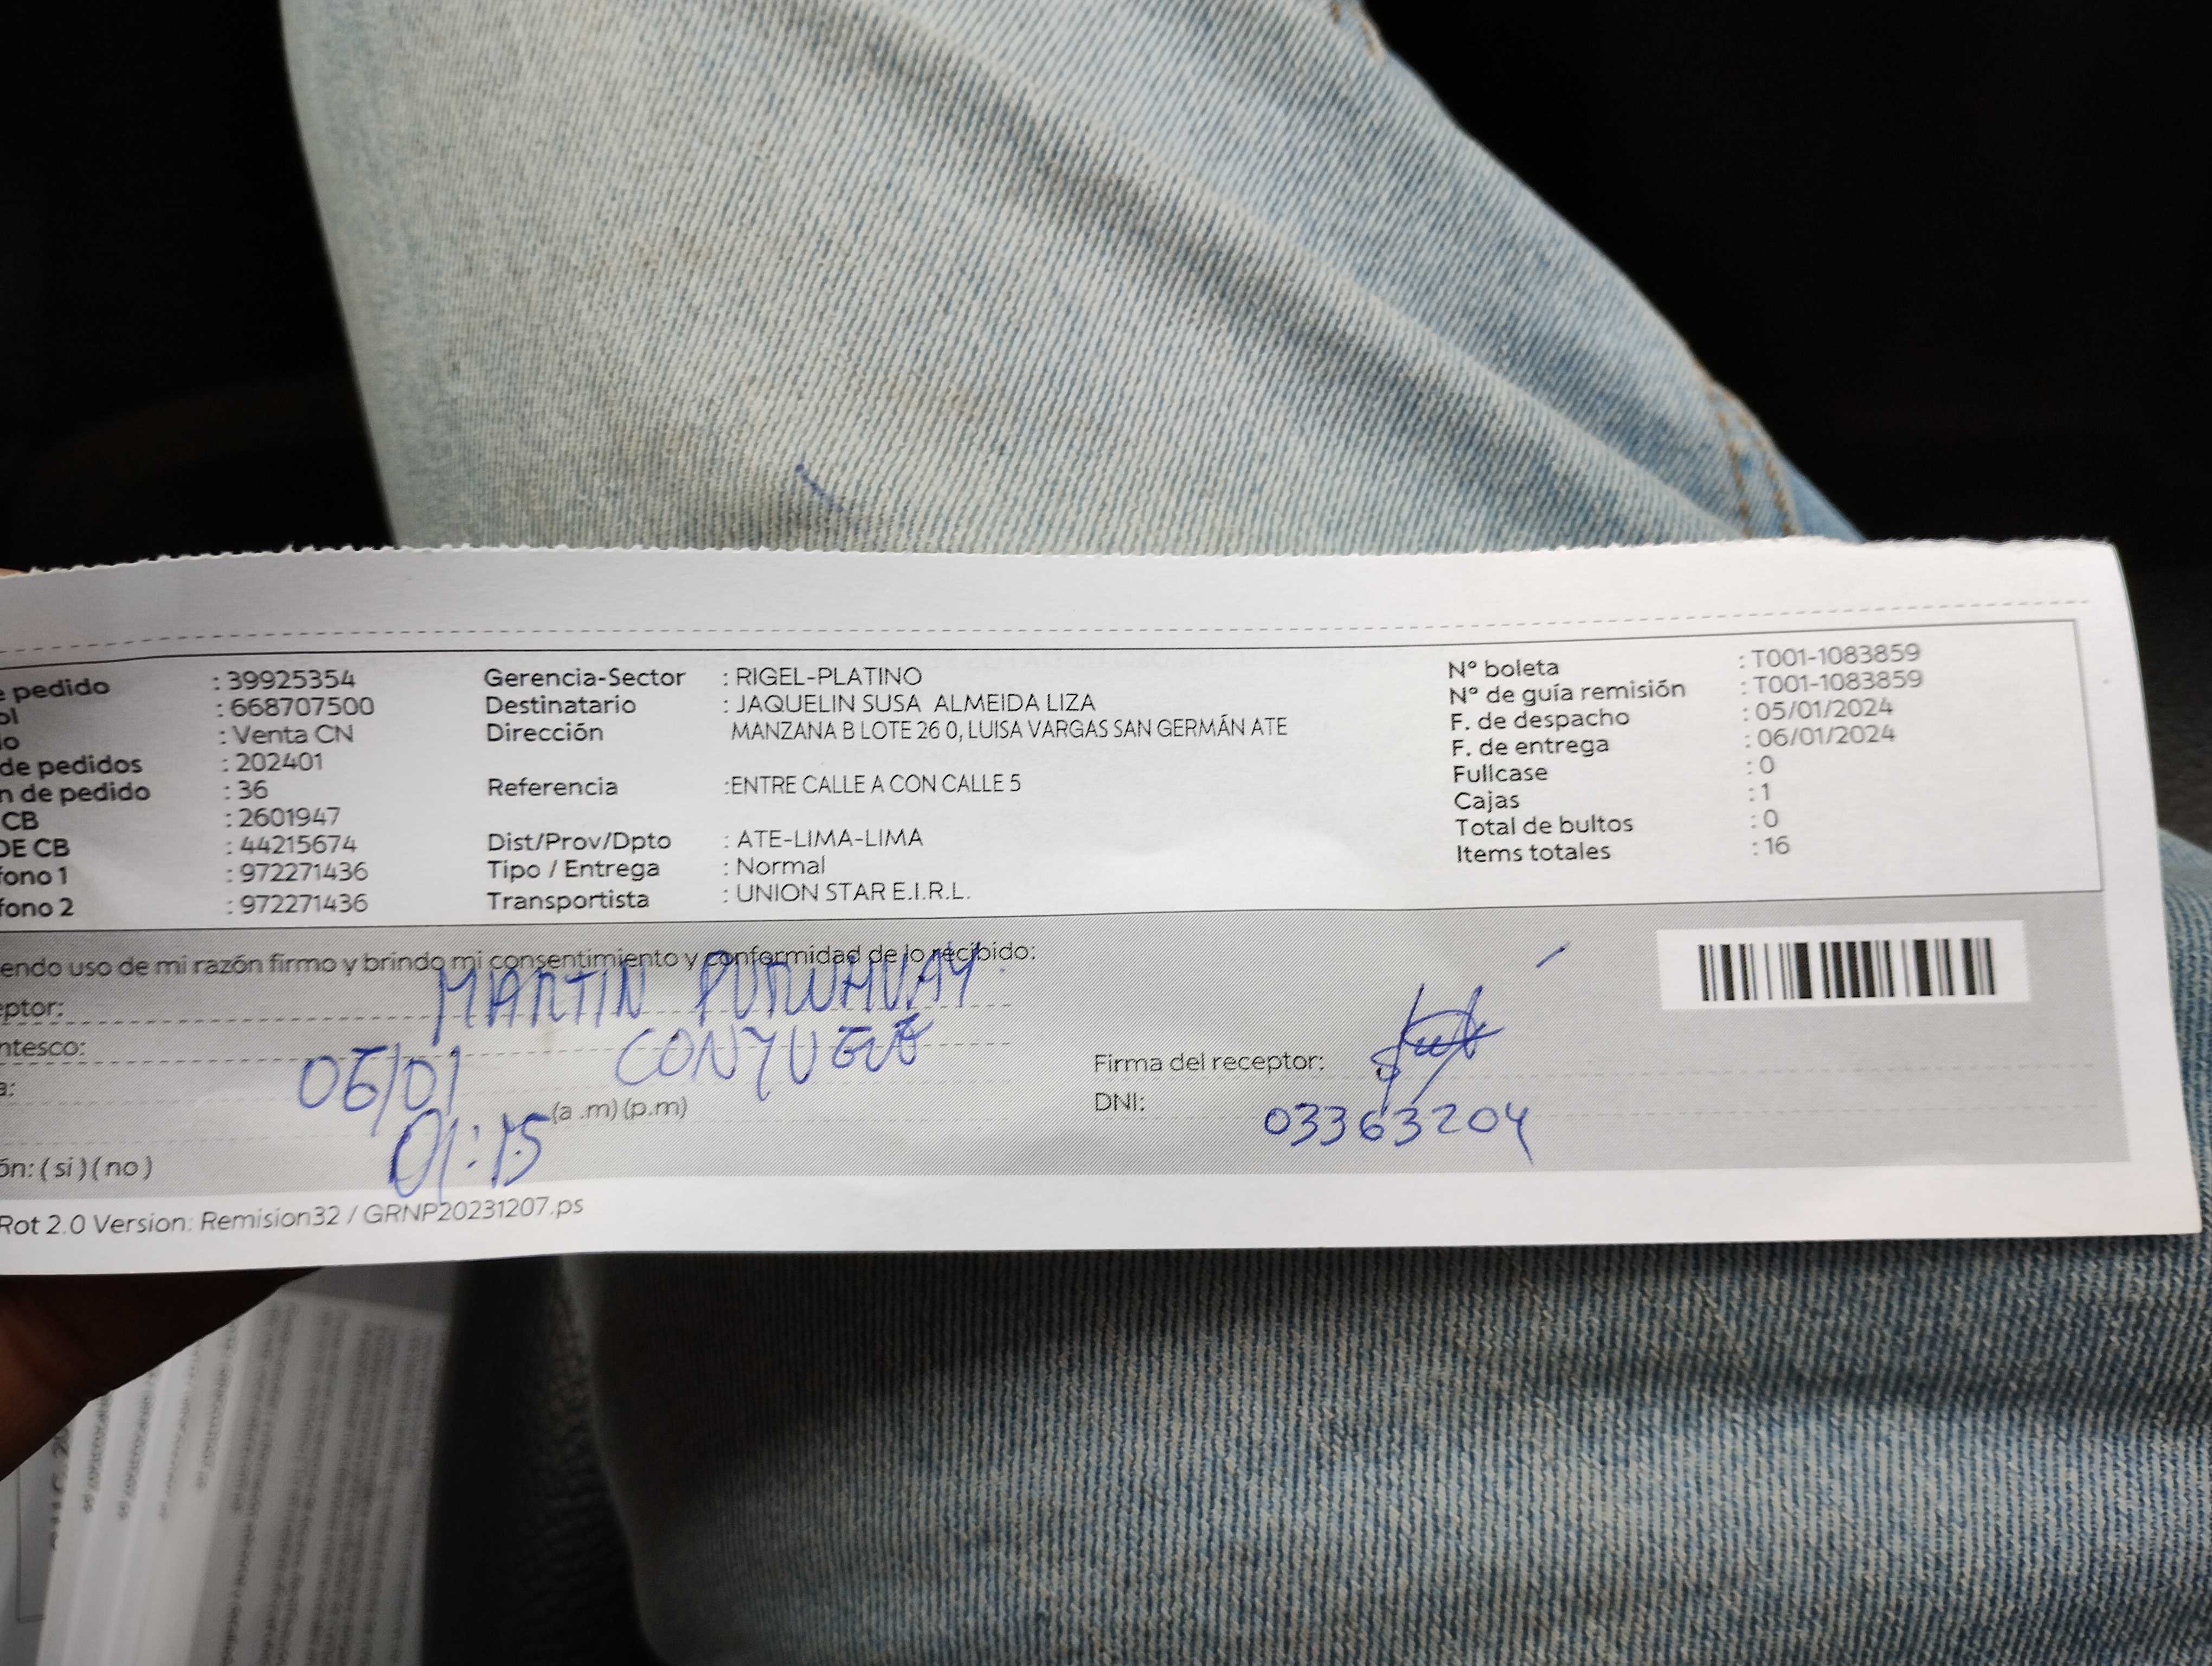 e pedido : 39925354 Gerencia-Sector : RIGEL-PLATINO Nº boleta : T001-1083859
ol : 668707500 Destinatario : JAQUELIN SUSA ALMEIDA LIZA Nº de guía remisión : T001-1083859
lo : Venta CN Dirección MANZANA B LOTE 26 0, LUISA VARGAS SAN GERMÁN ATE F. de despacho : 05/01/2024
de pedidos : 202401 F. de entrega : 06/01/2024
n de pedido : 36 Referencia :ENTRE CALLE A CON CALLE 5 Fullcase : 0
CB : 2601947 Cajas : 1
DE CB : 44215674 Dist/Prov/Dpto : ATE-LIMA-LIMA Total de bultos : 0
fono 1 : 972271436 Tipo / Entrega : Normal Items totales : 16
fono 2 : 972271436 Transportista : UNION STAR E.I.R.L.
endo uso de mi razón firmo y brindo mi consentimiento y conformidad de lo recibido:
eptor: MARTIN PURUHUAY
ntesco: CONYUGUE
a: 06/01 Firma del receptor:
01:15 (a .m) (p.m) DNI: 03363204
ón: ( si ) ( no )
Rot 2.0 Version: Remision32 / GRNP20231207.ps